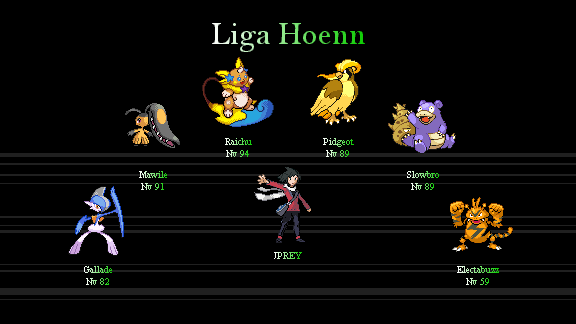 Liga Hoenn
Raichu
Nv 94
Pidgeot
Nv 89
Mawile
Nv 91
Slowbro
Nv 89
JPREY
Gallade
Nv 82
Electabuzz
Nv 59